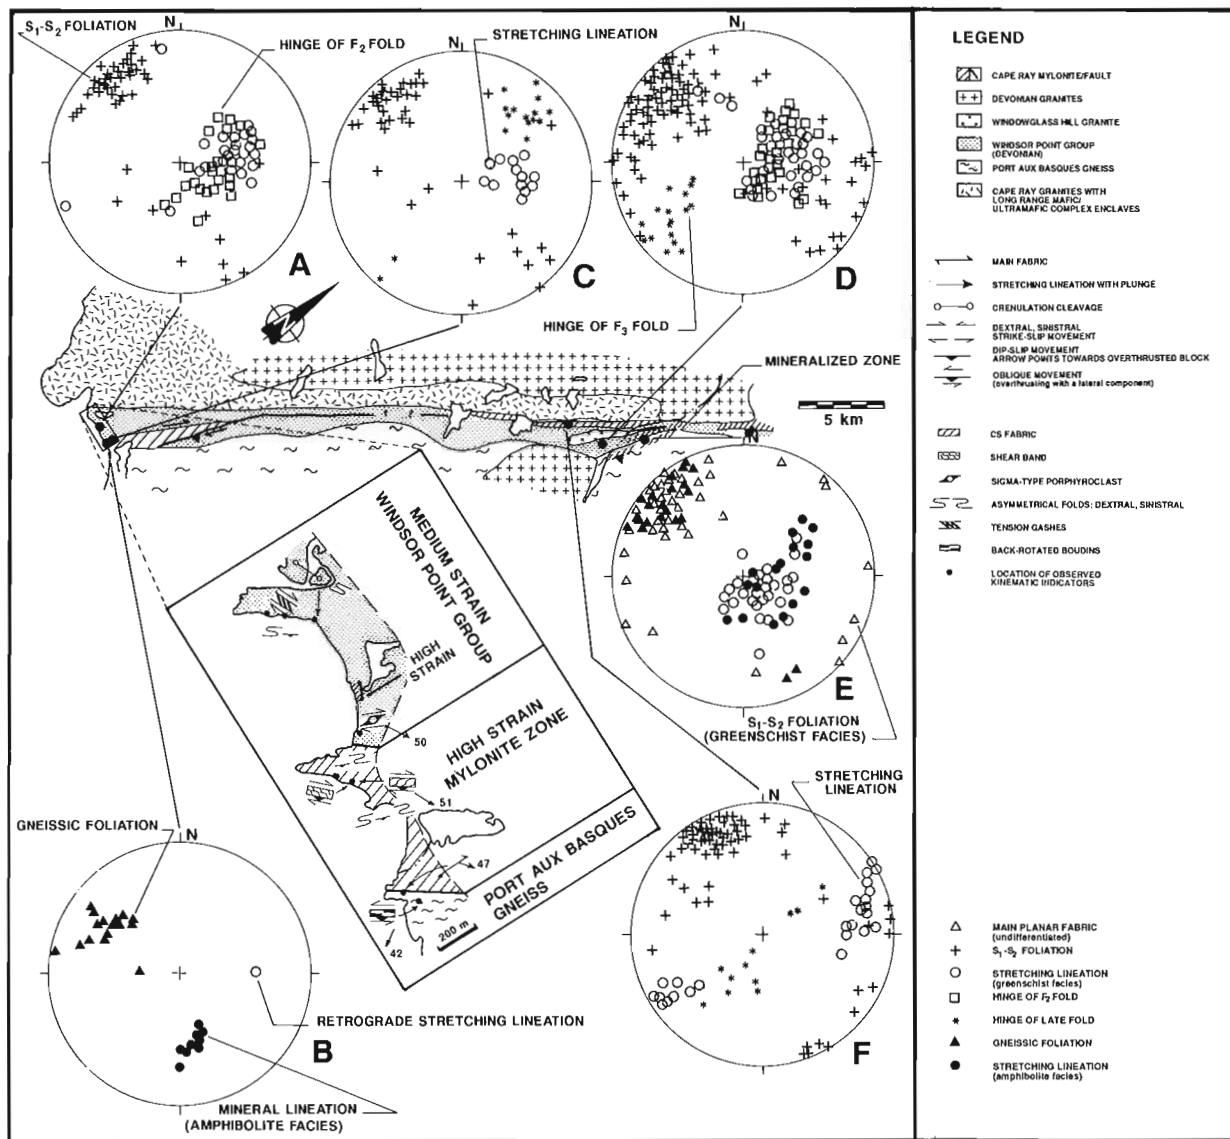 S1-S2 FOLIATION
N
HINGE OF F2 FOLD
A
N
STRETCHING LINEATION
C
N
D
HINGE OF F3 FOLD
MINERALIZED ZONE
5 km
N
MEDIUM STRAIN
WINDSOR POINT GROUP
HIGH
STRAIN
50
HIGH STRAIN
MYLONITE ZONE
51
47
PORT AUX BASQUES
GNEISS
42
200 m
N
E
S1-S2 FOLIATION
(GREENSCHIST FACIES)
GNEISSIC FOLIATION
N
RETROGRADE STRETCHING LINEATION
B
MINERAL LINEATION
(AMPHIBOLITE FACIES)
STRETCHING
LINEATION
N
F
LEGEND
CAPE RAY MYLONITE/FAULT
DEVONIAN GRANITES
WINDOWGLASS HILL GRANITE
WINDSOR POINT GROUP
(DEVONIAN)
PORT AUX BASQUES GNEISS
CAPE RAY GRANITES WITH
LONG RANGE MAFIC/
ULTRAMAFIC COMPLEX ENCLAVES
MAIN FABRIC
STRETCHING LINEATION WITH PLUNGE
CRENULATION CLEAVAGE
DEXTRAL, SINISTRAL
STRIKE-SLIP MOVEMENT
DIP-SLIP MOVEMENT
ARROW POINTS TOWARDS OVERTHRUSTED BLOCK
OBLIQUE MOVEMENT
(overthrusting with a lateral component)
CS FABRIC
SHEAR BAND
SIGMA-TYPE PORPHYROCLAST
ASYMMETRICAL FOLDS: DEXTRAL, SINISTRAL
TENSION GASHES
BACK-ROTATED BOUDINS
LOCATION OF OBSERVED
KINEMATIC INDICATORS
MAIN PLANAR FABRIC
(undifferentiated)
S1-S2 FOLIATION
STRETCHING LINEATION
(greenschist facies)
HINGE OF F2 FOLD
HINGE OF LATE FOLD
GNEISSIC FOLIATION
STRETCHING LINEATION
(amphibolite facies)